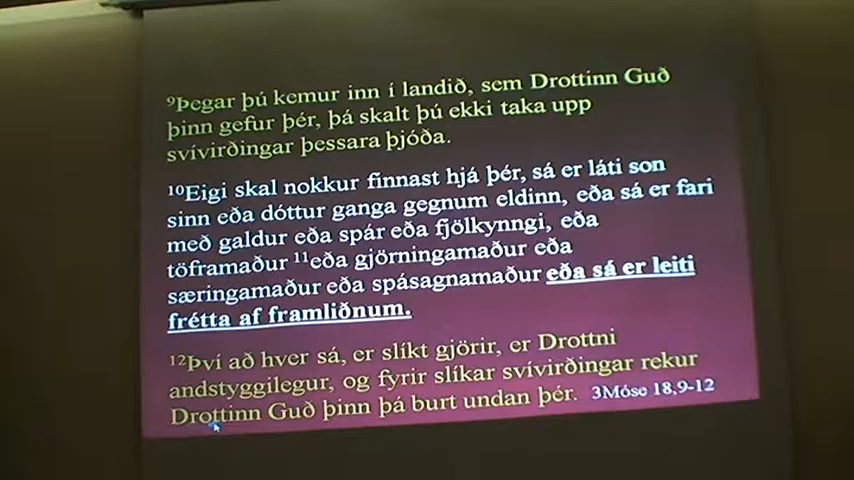 ⁹Þegar þú kemur inn í landið, sem Drottinn Guð
þinn gefur þér, þá skalt þú ekki taka upp
svívirðingar þessara þjóða.
¹⁰Eigi skal nokkur finnast hjá þér, sá er láti son
sinn eða dóttur ganga gegnum eldinn, eða sá er fari
með galdur eða spár eða fjölkynngi, eða
töframaður ¹¹eða gjörningamaður eða
særingamaður eða spásagnamaður eða sá er leiti
frétta af framliðnum.
¹²Því að hver sá, er slíkt gjörir, er Drottni
andstyggilegur, og fyrir slíkar svívirðingar rekur
Drottinn Guð þinn þá burt undan þér. 3Móse 18,9-12